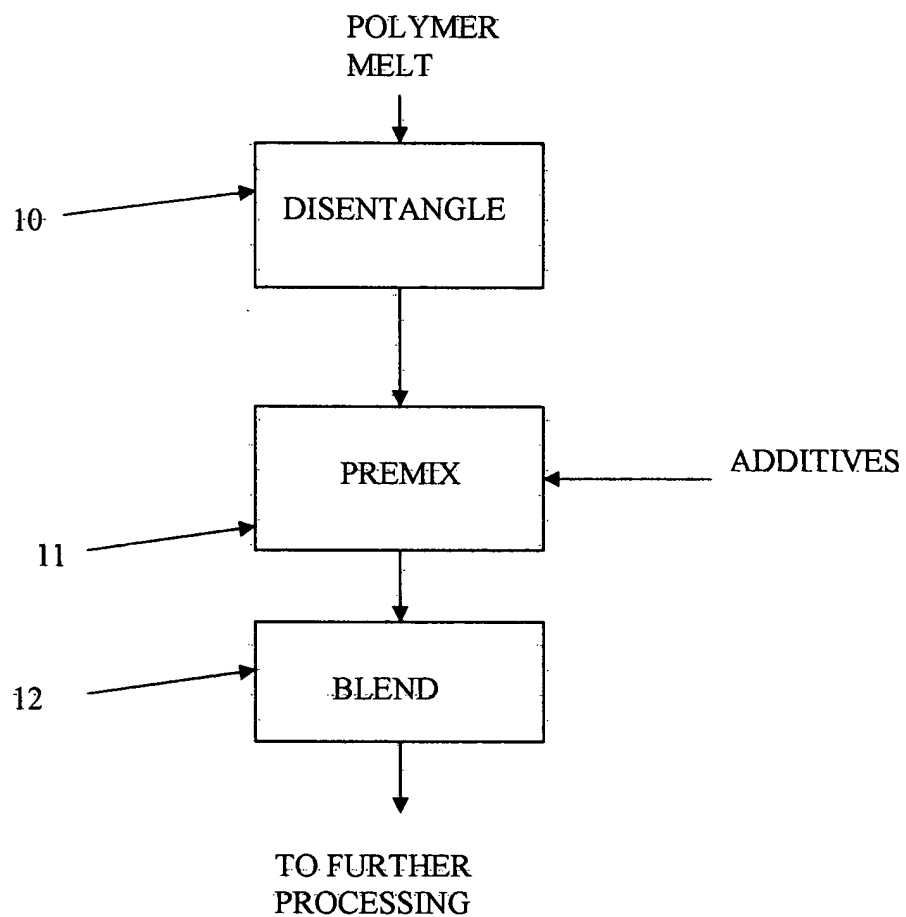 POLYMER
MELT
10
DISENTANGLE
PREMIX
ADDITIVES
11
12
BLEND
TO FURTHER
PROCESSING